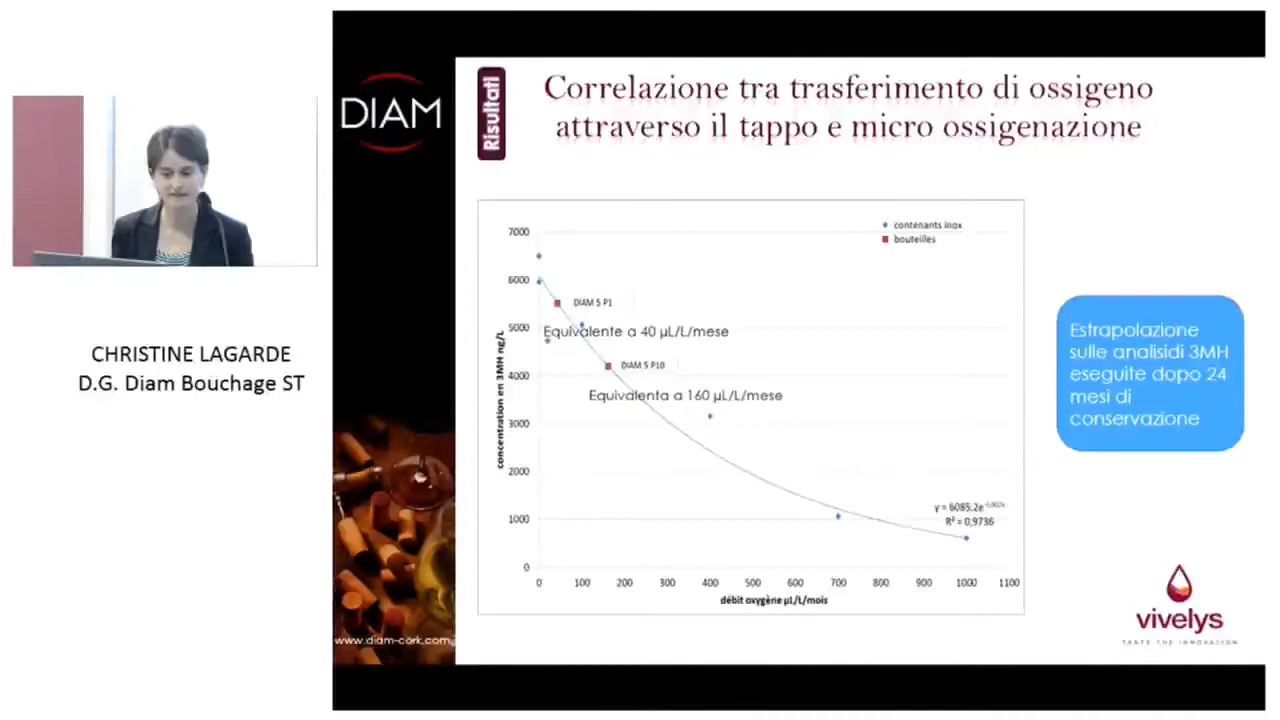 DIAM
Risultati
Correlazione tra trasferimento di ossigeno
attraverso il tappo e micro ossigenazione
CHRISTINE LAGARDE
D.G. Diam Bouchage ST
contenants inox
bouteilles
7000
6000
5000
4000
3000
2000
1000
0
concentration en 3MH ng/L
DIAM 5 P1
Equivalente a 40 µL/L/mese
DIAM 5 P10
Equivalenta a 160 µL/L/mese
R² = 0,9736
0 100 200 300 400 500 600 700 800 900 1000 1100
débit oxygène µL/L/mois
Estrapolazione
sulle analisidi 3MH
eseguite dopo 24
mesi di
conservazione
www.diam-cork.com
vivelys
TASTE THE INNOVATION